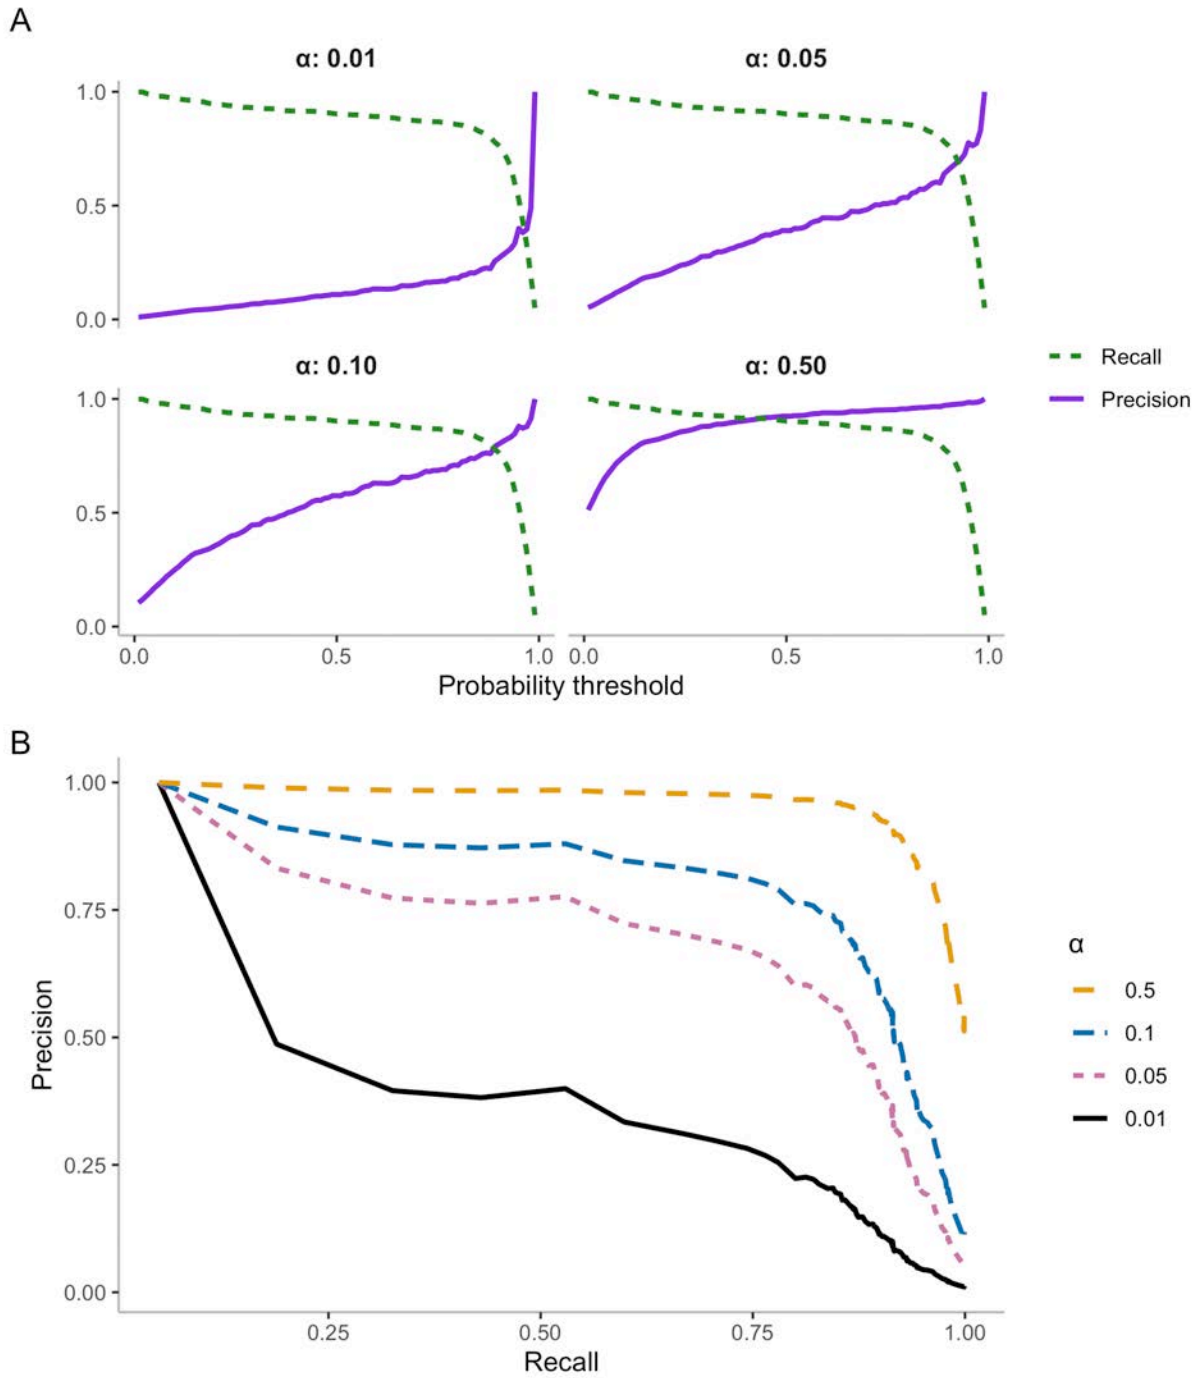 A
α: 0.01
α: 0.05
1.0
0.5
0.0
α: 0.10
α: 0.50
1.0
0.5
0.0
0.0 0.5 1.0 0.0 0.5 1.0
Probability threshold
Recall
Precision
B
1.00
0.75
0.50
0.25
0.00
Precision
0.25 0.50 0.75 1.00
Recall
α
0.5
0.1
0.05
0.01